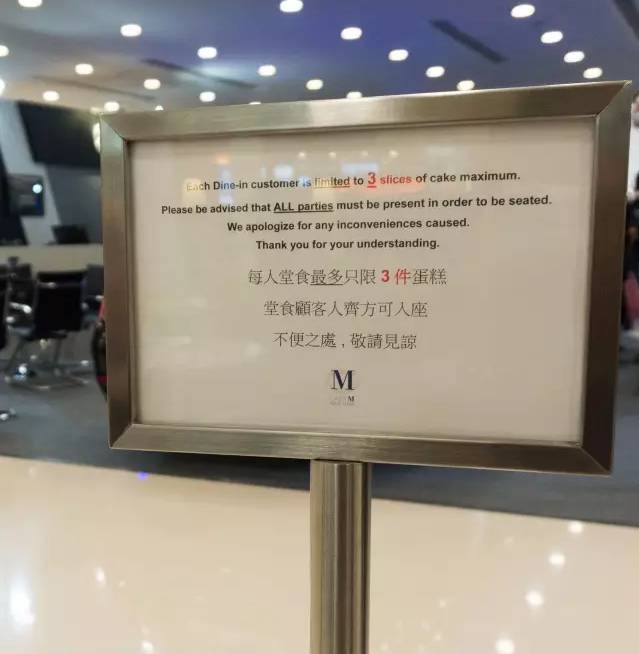 Each Dine-in customer is limited to 3 slices of cake maximum.
Please be advised that ALL parties must be present in order to be seated.
We apologize for any inconveniences caused.
Thank you for your understanding.
每人堂食最多只限 3 件蛋糕
堂食顧客人齊方可入座
不便之處，敬請見諒
M
M